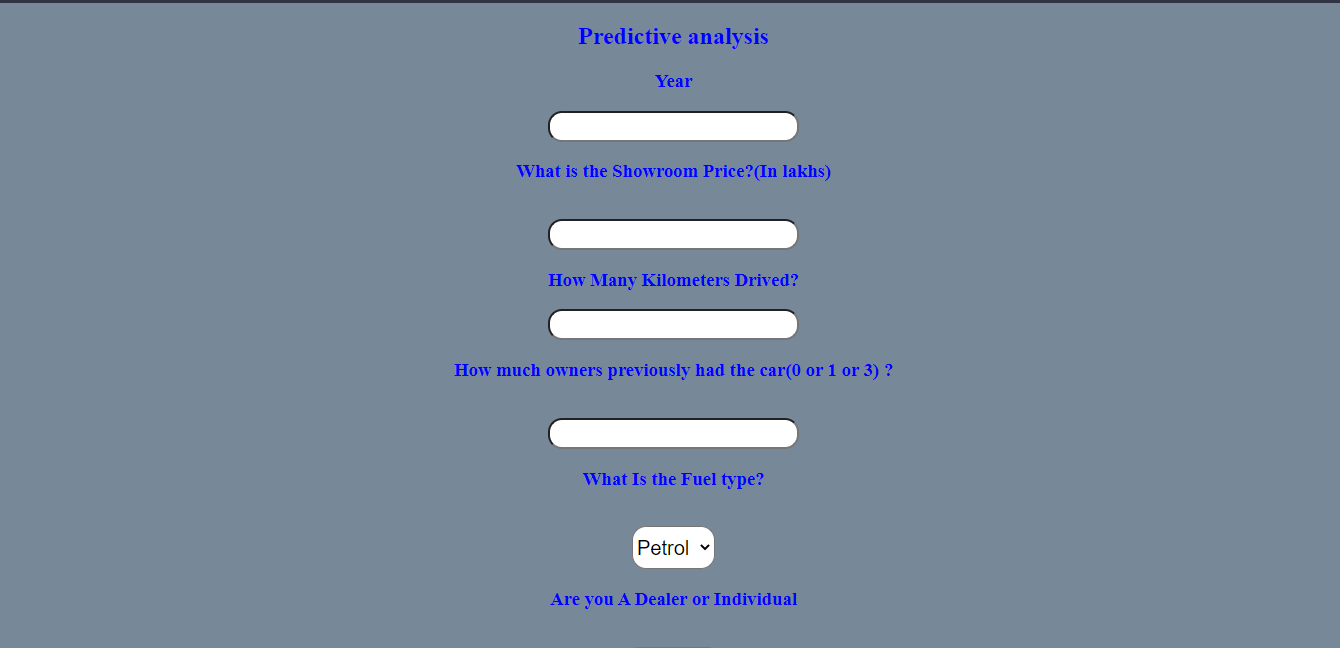 Predictive analysis
Year
What is the Showroom Price?(In lakhs)
How Many Kilometers Drived?
How much owners previously had the car(0 or 1 or 3) ?
What Is the Fuel type?
Petrol
Are you A Dealer or Individual